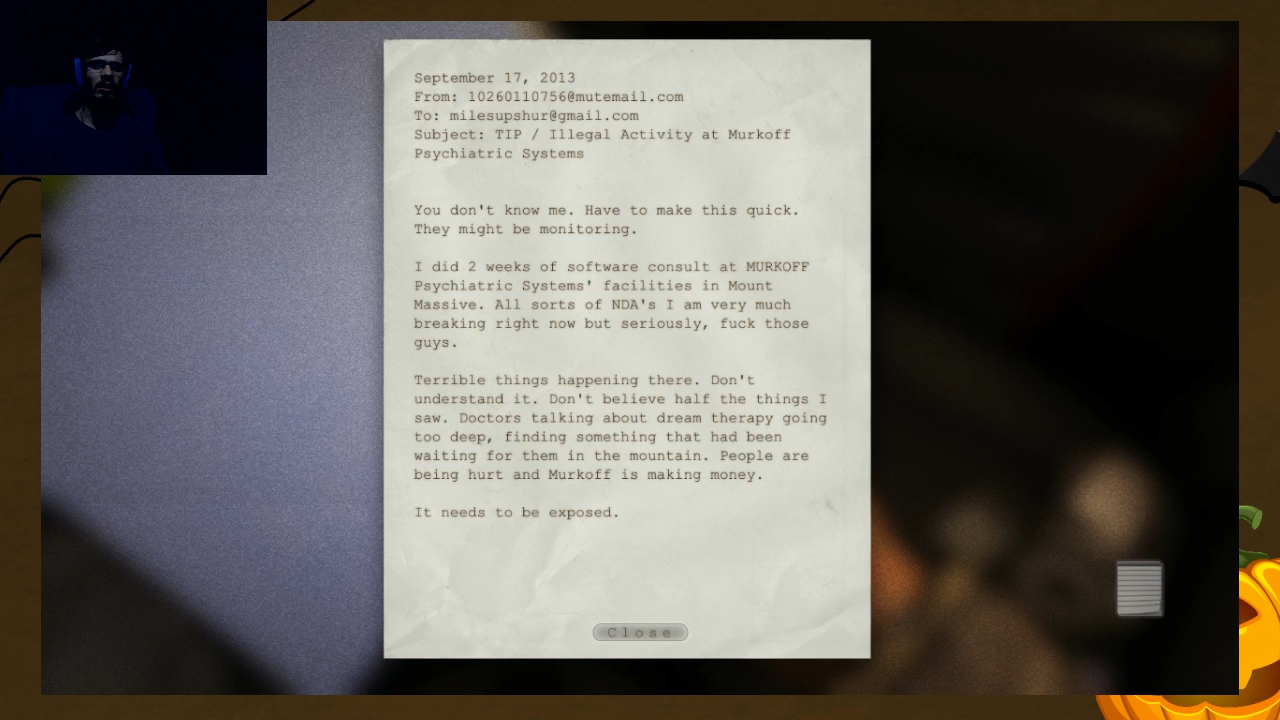 September 17, 2013
From: 10260110756@mutemail.com
To: milesupshur@gmail.com
Subject: TIP / Illegal Activity at Murkoff
Psychiatric Systems
You don't know me. Have to make this quick.
They might be monitoring.
I did 2 weeks of software consult at MURKOFF
Psychiatric Systems' facilities in Mount
Massive. All sorts of NDA's I am very much
breaking right now but seriously, fuck those
guys.
Terrible things happening there. Don't
understand it. Don't believe half the things I
saw. Doctors talking about dream therapy going
too deep, finding something that had been
waiting for them in the mountain. People are
being hurt and Murkoff is making money.
It needs to be exposed.
Close